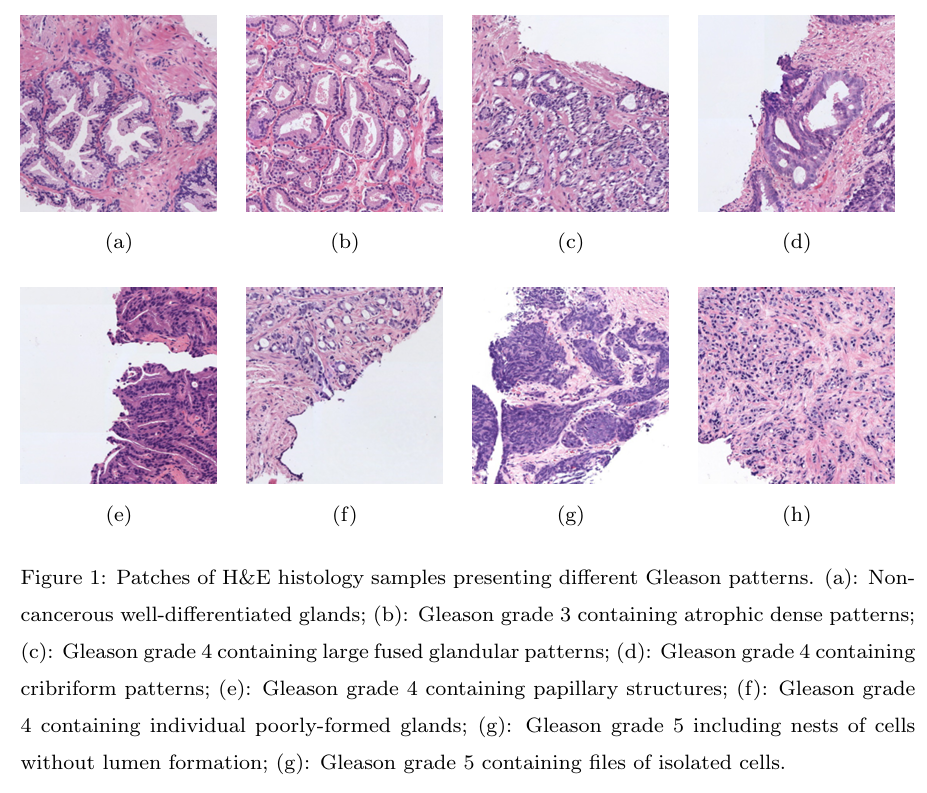 (a) (b) (c) (d)
(e) (f) (g) (h)
Figure 1: Patches of H&E histology samples presenting different Gleason patterns. (a): Non-
cancerous well-differentiated glands; (b): Gleason grade 3 containing atrophic dense patterns;
(c): Gleason grade 4 containing large fused glandular patterns; (d): Gleason grade 4 containing
cribriform patterns; (e): Gleason grade 4 containing papillary structures; (f): Gleason grade
4 containing individual poorly-formed glands; (g): Gleason grade 5 including nests of cells
without lumen formation; (g): Gleason grade 5 containing files of isolated cells.